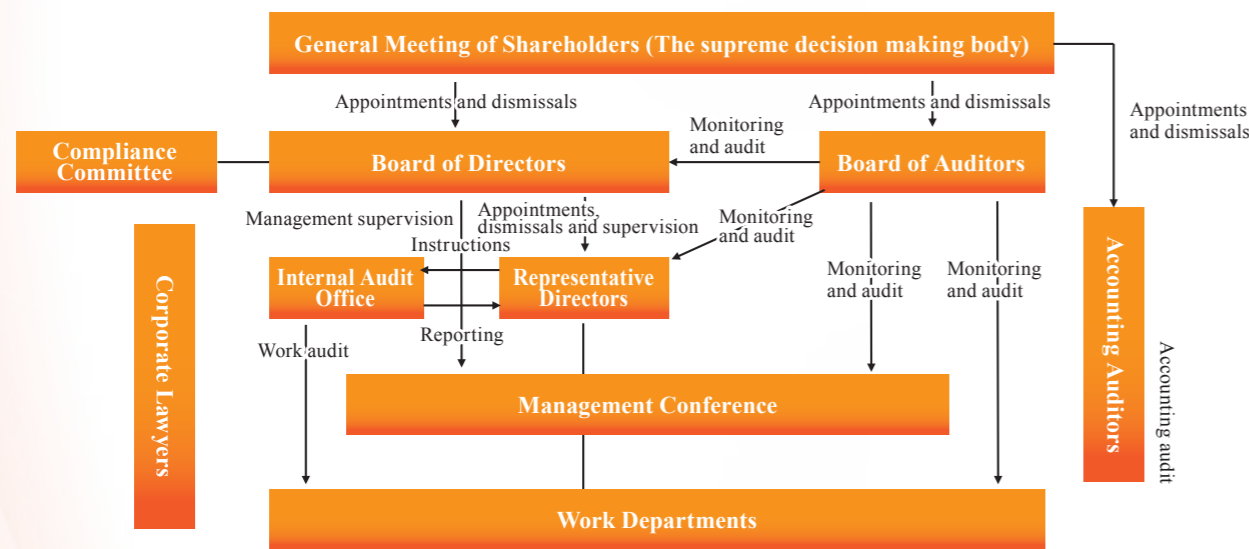 General Meeting of Shareholders (The supreme decision making body)
Appointments and dismissals
Appointments and dismissals
Appointments
and dismissals
Monitoring
and audit
Compliance
Committee
Board of Directors
Board of Auditors
Management supervision
Appointments,
dismissals and supervision
Monitoring
and audit
Instructions
Internal Audit
Office
Representative
Directors
Monitoring
and audit
Monitoring
and audit
Reporting
Work audit
Corporate Lawyers
Accounting Auditors
Accounting audit
Management Conference
Work Departments